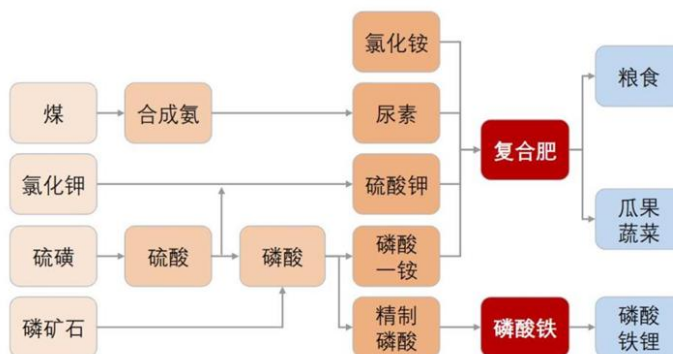 氯化铵
煤
合成氨
尿素
复合肥
粮食
氯化钾
硫酸钾
瓜果
蔬菜
硫磺
硫酸
磷酸
磷酸
一铵
磷矿石
精制
磷酸
磷酸铁
磷酸
铁锂